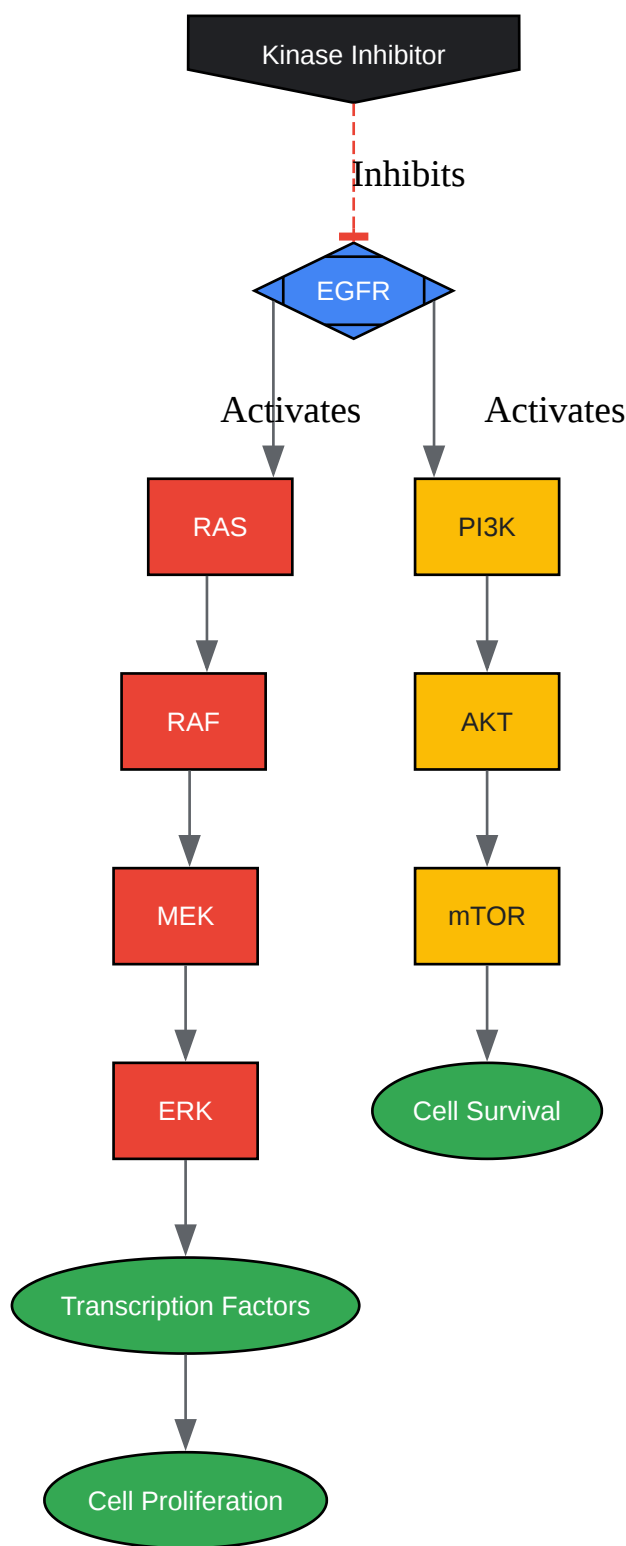 Kinase Inhibitor
Inhibits
EGFR
Activates
Activates
RAS
PI3K
RAF
AKT
MEK
mTOR
ERK
Cell Survival
Transcription Factors
Cell Proliferation